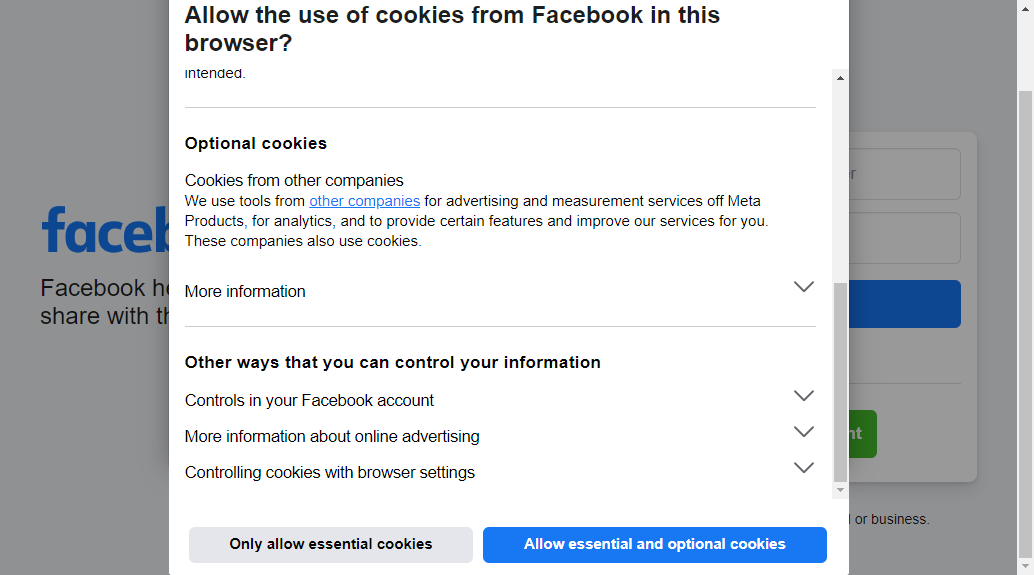 Allow the use of cookies from Facebook in this
browser?
intended.
Optional cookies
Cookies from other companies
We use tools from other companies for advertising and measurement services off Meta
Products, for analytics, and to provide certain features and improve our services for you.
These companies also use cookies.
More information
Other ways that you can control your information
Controls in your Facebook account
More information about online advertising
Controlling cookies with browser settings
Only allow essential cookies
Allow essential and optional cookies
Facebook
share with
or business.